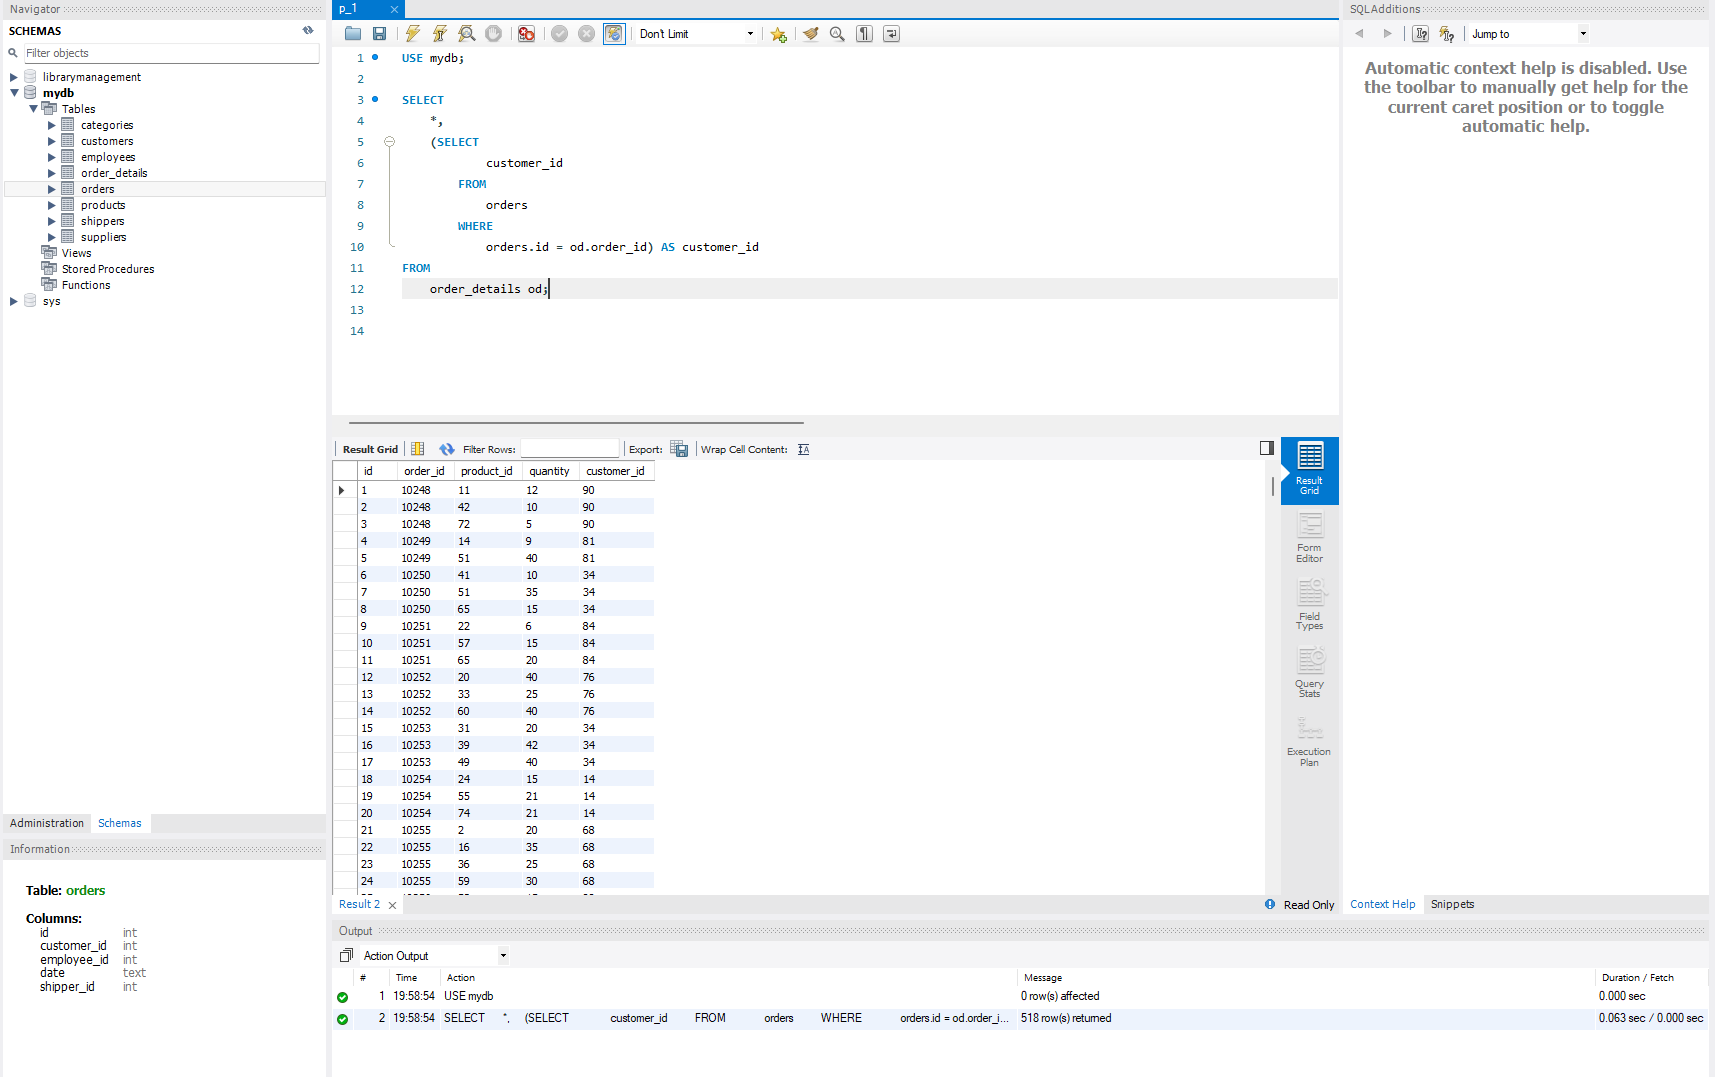 Navigator
SCHEMAS
Filter objects
librarymanagement
mydb
Tables
categories
customers
employees
order_details
orders
products
shippers
suppliers
Views
Stored Procedures
Functions
sys
Administration Schemas
Information
Table: orders
Columns:
id int
customer_id int
employee_id int
date text
shipper_id int
p_1
Don't Limit
1 USE mydb;
2
3 SELECT
4 *,
5 (SELECT
6 customer_id
7 FROM
8 orders
9 WHERE
10 orders.id = od.order_id) AS customer_id
11 FROM
12 order_details od;
13
14
Result Grid Filter Rows: Export: Wrap Cell Content:
id order_id product_id quantity customer_id
1 10248 11 12 90
2 10248 42 10 90
3 10248 72 5 90
4 10249 14 9 81
5 10249 51 40 81
6 10250 41 10 34
7 10250 51 35 34
8 10250 65 15 34
9 10251 22 6 84
10 10251 57 15 84
11 10251 65 20 84
12 10252 20 40 76
13 10252 33 25 76
14 10252 60 40 76
15 10253 31 20 34
16 10253 39 42 34
17 10253 49 40 34
18 10254 24 15 14
19 10254 55 21 14
20 10254 74 21 14
21 10255 2 20 68
22 10255 16 35 68
23 10255 36 25 68
24 10255 59 30 68
Result
Grid
Form
Editor
Field
Types
Query
Stats
Execution
Plan
Result 2
Read Only
SQLAdditions
Jump to
Automatic context help is disabled. Use
the toolbar to manually get help for the
current caret position or to toggle
automatic help.
Context Help Snippets
Output
Action Output
# Time Action Message Duration / Fetch
1 19:58:54 USE mydb 0 row(s) affected 0.000 sec
2 19:58:54 SELECT *, (SELECT customer_id FROM orders WHERE orders.id = od.order_i... 518 row(s) returned 0.063 sec / 0.000 sec